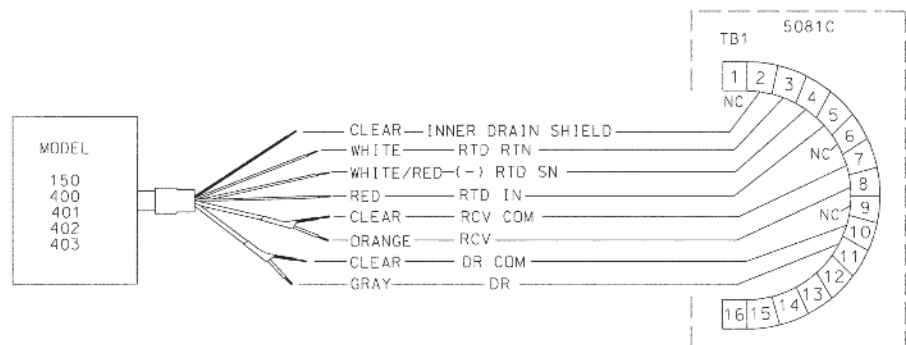 5081C
TB1
1 2 3 4 5 6 7 8 9 10 11 12 13 14 15 16
NC
NC
NC
MODEL
150
400
401
402
403
CLEAR INNER DRAIN SHIELD
WHITE RTD RTN
WHITE/RED (-) RTD SN
RED RTD IN
CLEAR RCV COM
ORANGE RCV
CLEAR DR COM
GRAY DR